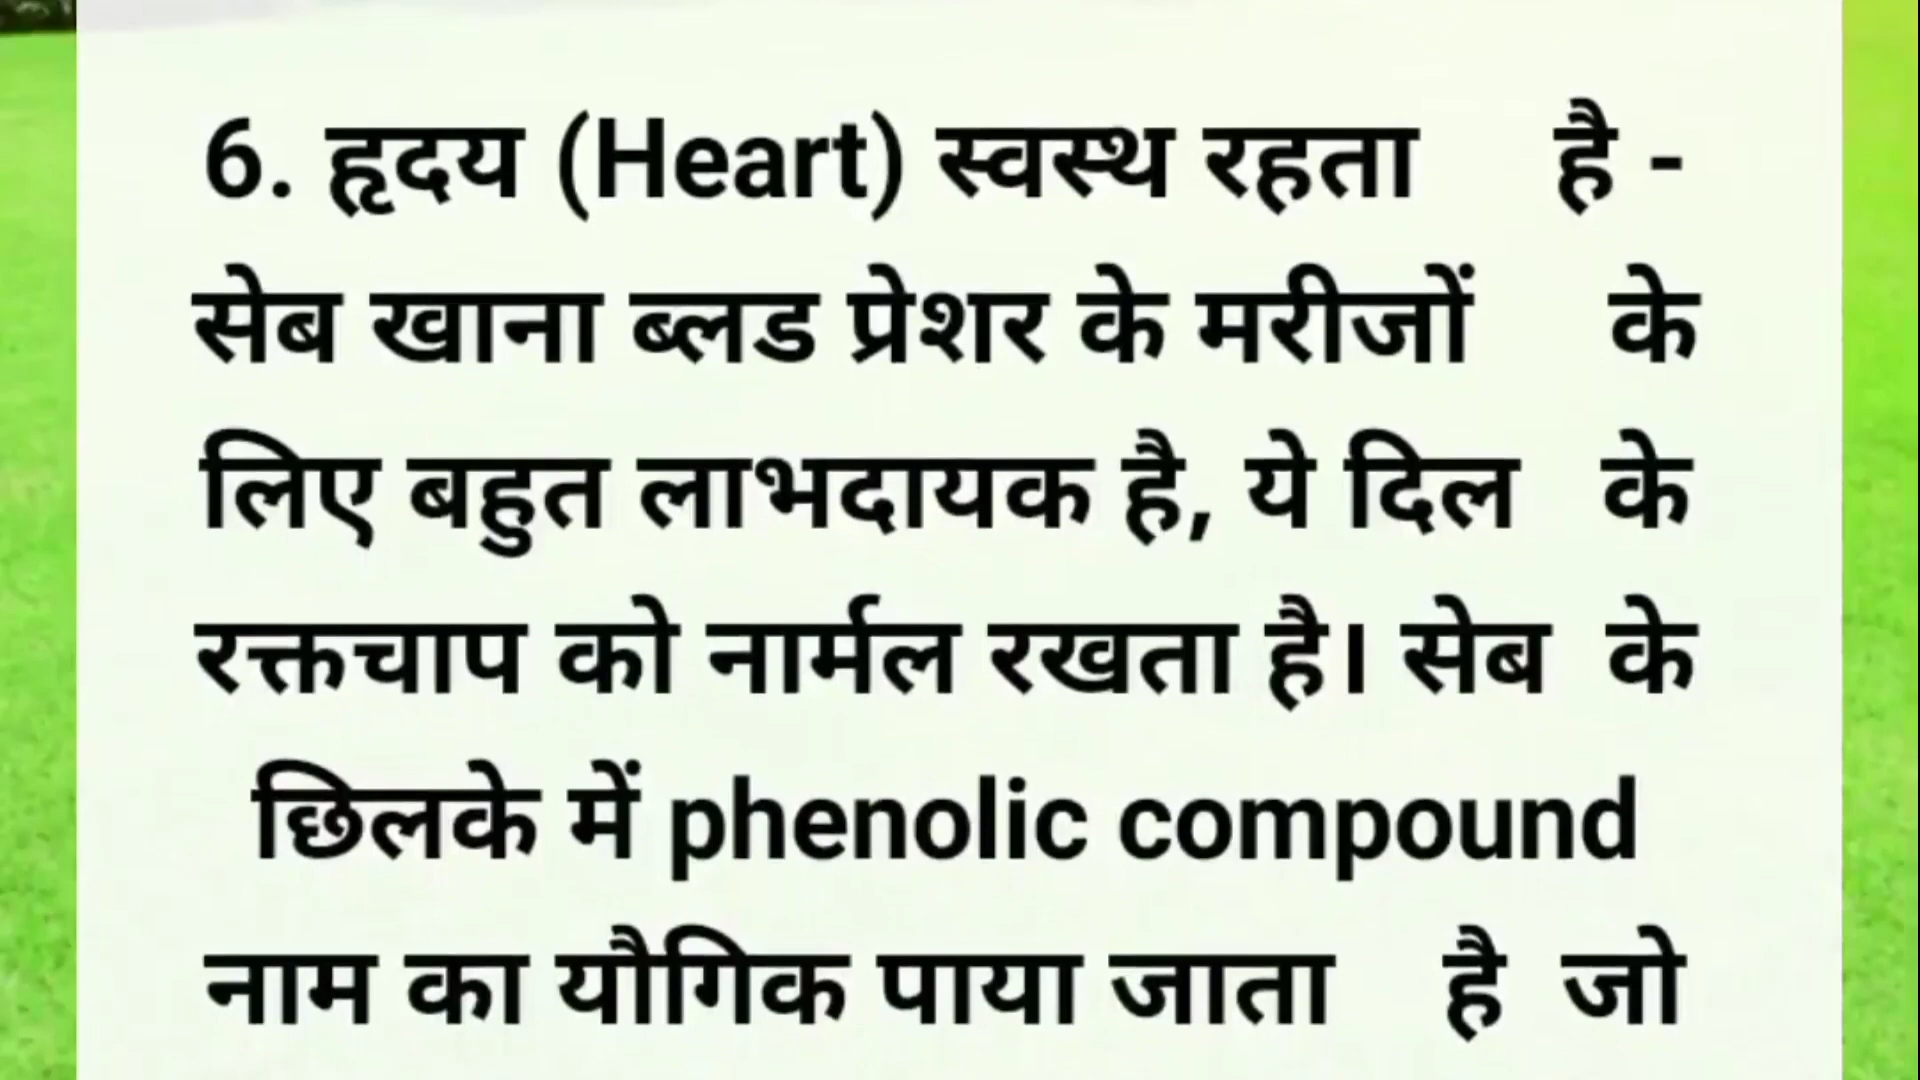 6. हृदय (Heart) स्वस्थ रहता है -
सेब खाना ब्लड प्रेशर के मरीजों के
लिए बहुत लाभदायक है, ये दिल के
रक्तचाप को नार्मल रखता है। सेब के
छिलके में phenolic compound
नाम का यौगिक पाया जाता है जो